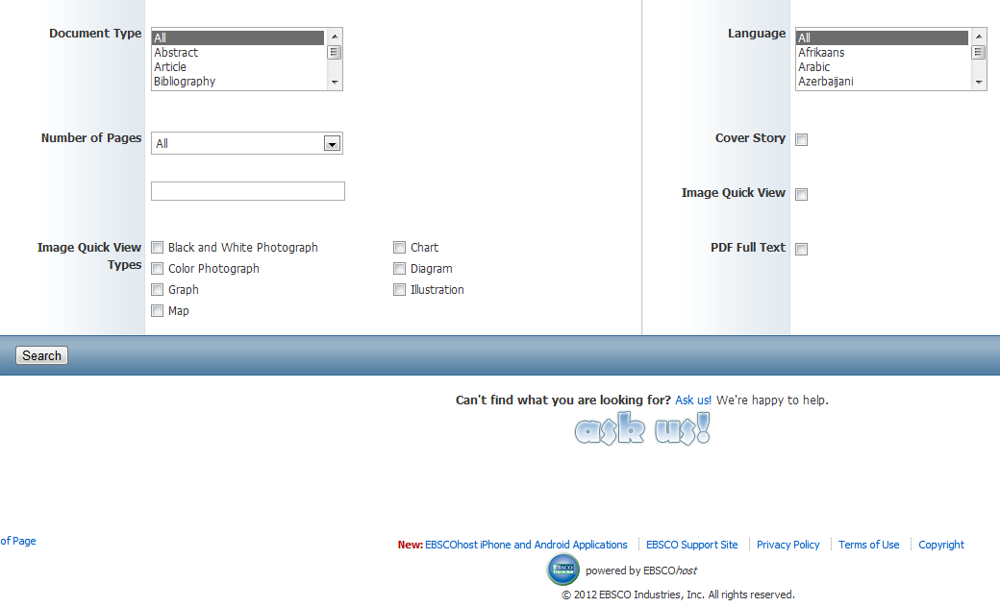 Document Type
All
Abstract
Article
Bibliography
Language
All
Afrikaans
Arabic
Azerbaijani
Number of Pages
All
Cover Story
Image Quick View
Image Quick View Types
Black and White Photograph
Chart
Color Photograph
Diagram
Graph
Illustration
Map
PDF Full Text
Search
Can't find what you are looking for? Ask us! We're happy to help.
ask us!
of Page
New: EBSCOhost iPhone and Android Applications EBSCO Support Site Privacy Policy Terms of Use Copyright
EBSCO HOST
powered by EBSCOhost
© 2012 EBSCO Industries, Inc. All rights reserved.